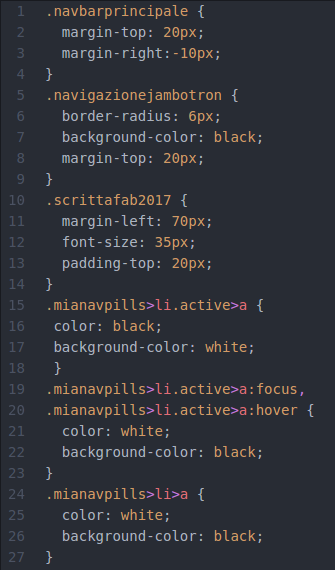 1 .navbarprincipale {
2   margin-top: 20px;
3   margin-right:-10px;
4 }
5 .navigazionejambotron {
6   border-radius: 6px;
7   background-color: black;
8   margin-top: 20px;
9 }
10 .scrittafab2017 {
11   margin-left: 70px;
12   font-size: 35px;
13   padding-top: 20px;
14 }
15 .mianavpills>li.active>a {
16  color: black;
17  background-color: white;
18  }
19 .mianavpills>li.active>a:focus,
20 .mianavpills>li.active>a:hover {
21   color: white;
22   background-color: black;
23 }
24 .mianavpills>li>a {
25   color: white;
26   background-color: black;
27 }